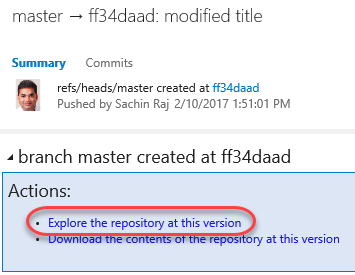 master → ff34daad: modified title
Summary Commits
refs/heads/master created at ff34daad
Pushed by Sachin Raj 2/10/2017 1:51:01 PM
branch master created at ff34daad
Actions:
• Explore the repository at this version
• Download the contents of the repository at this version